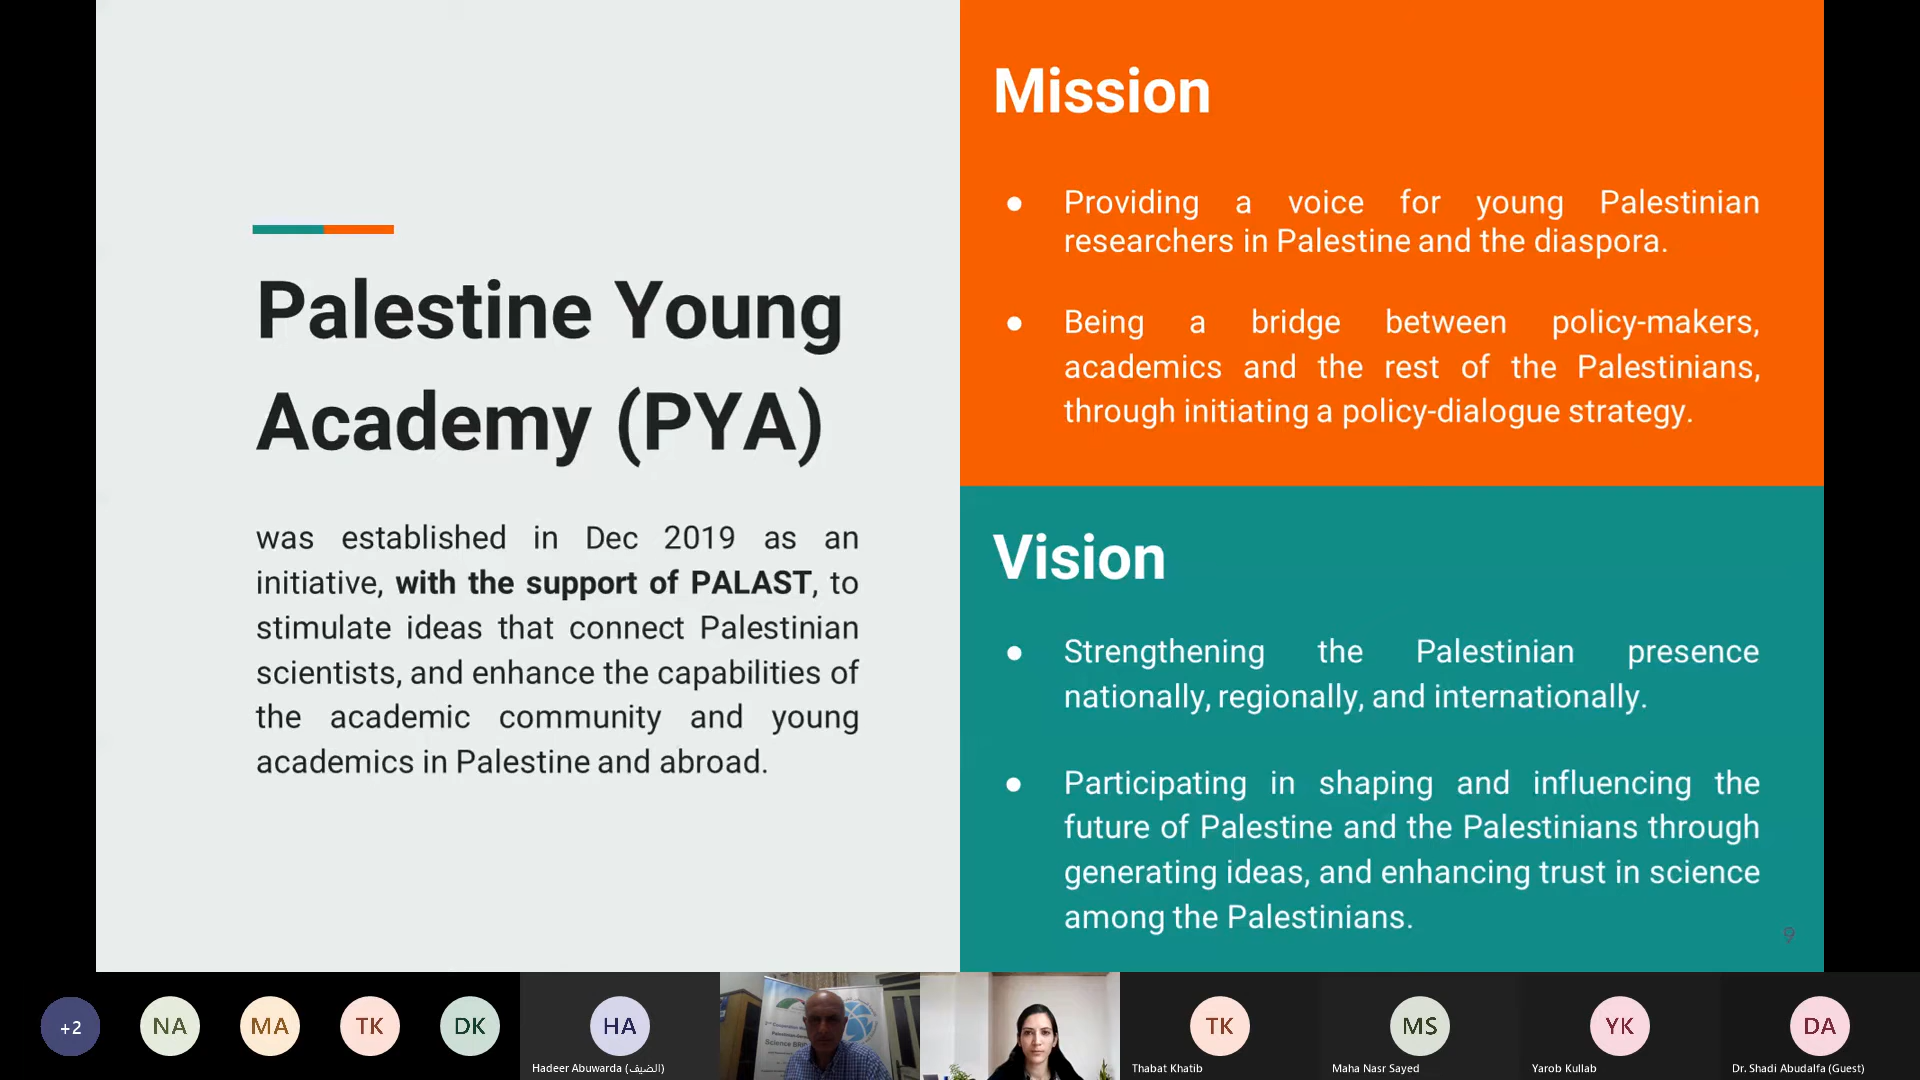 Palestine Young
Academy (PYA)
was established in Dec 2019 as an
initiative, with the support of PALAST, to
stimulate ideas that connect Palestinian
scientists, and enhance the capabilities of
the academic community and young
academics in Palestine and abroad.
Mission
● Providing a voice for young Palestinian
researchers in Palestine and the diaspora.
● Being a bridge between policy-makers,
academics and the rest of the Palestinians,
through initiating a policy-dialogue strategy.
Vision
● Strengthening the Palestinian presence
nationally, regionally, and internationally.
● Participating in shaping and influencing the
future of Palestine and the Palestinians through
generating ideas, and enhancing trust in science
among the Palestinians.
9
+2
NA
MA
TK
DK
HA
Hadeer Abuwarda (الضيف)
Science BRI
TK
Thabat Khatib
MS
Maha Nasr Sayed
YK
Yarob Kullab
DA
Dr. Shadi Abudalfa (Guest)